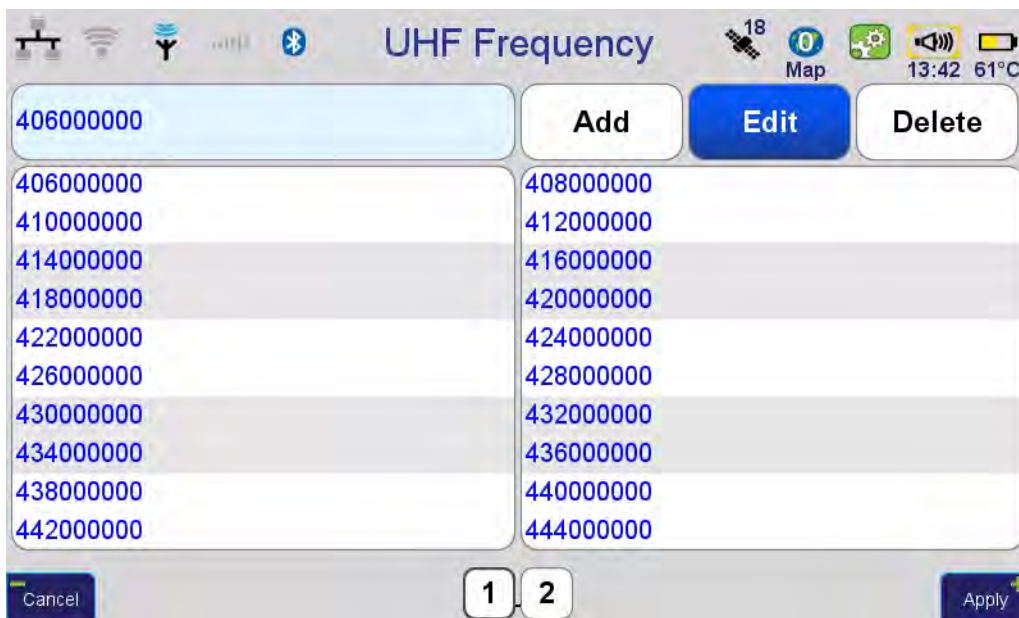 UHF Frequency
18
Map
13:42 61°C
406000000
Add
Edit
Delete
406000000 408000000
410000000 412000000
414000000 416000000
418000000 420000000
422000000 424000000
426000000 428000000
430000000 432000000
434000000 436000000
438000000 440000000
442000000 444000000
Cancel
1 2
Apply